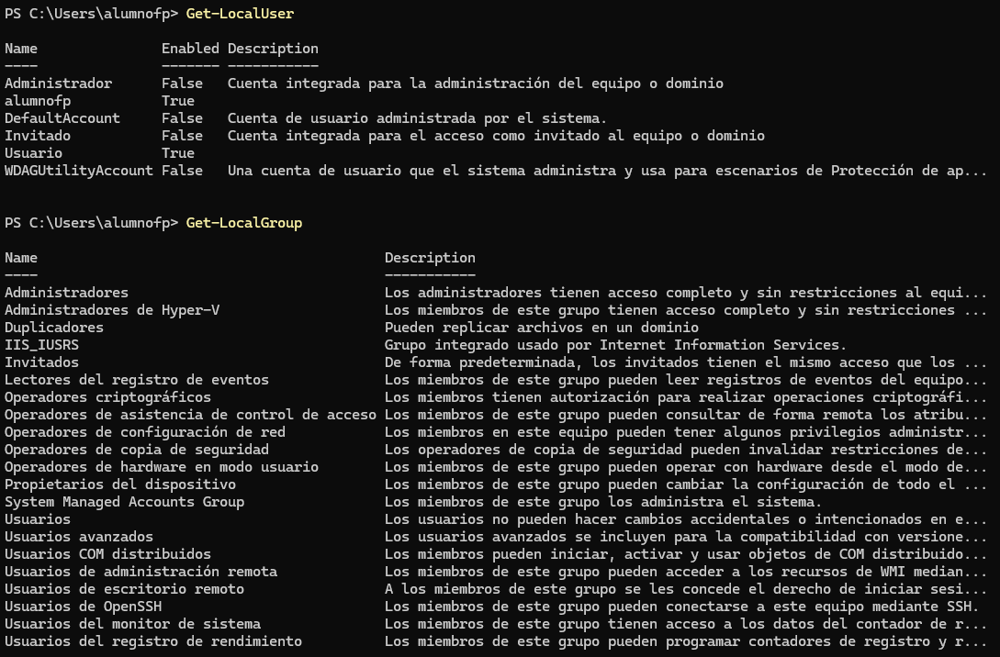 PS C:\Users\alumnofp> Get-LocalUser
Name Enabled Description
---- ------- -----------
Administrador False Cuenta integrada para la administración del equipo o dominio
alumnofp True
DefaultAccount False Cuenta de usuario administrada por el sistema.
Invitado False Cuenta integrada para el acceso como invitado al equipo o dominio
Usuario True
WDAGUtilityAccount False Una cuenta de usuario que el sistema administra y usa para escenarios de Protección de ap...
PS C:\Users\alumnofp> Get-LocalGroup
Name Description
---- -----------
Administradores Los administradores tienen acceso completo y sin restricciones al equi...
Administradores de Hyper-V Los miembros de este grupo tienen acceso completo y sin restricciones ...
Duplicadores Pueden replicar archivos en un dominio
IIS_IUSRS Grupo integrado usado por Internet Information Services.
Invitados De forma predeterminada, los invitados tienen el mismo acceso que los ...
Lectores del registro de eventos Los miembros de este grupo pueden leer registros de eventos del equipo...
Operadores criptográficos Los miembros tienen autorización para realizar operaciones criptográfi...
Operadores de asistencia de control de acceso Los miembros de este grupo pueden consultar de forma remota los atribu...
Operadores de configuración de red Los miembros en este equipo pueden tener algunos privilegios administr...
Operadores de copia de seguridad Los operadores de copia de seguridad pueden invalidar restricciones de...
Operadores de hardware en modo usuario Los miembros de este grupo pueden operar con hardware desde el modo de...
Propietarios del dispositivo Los miembros de este grupo pueden cambiar la configuración de todo el ...
System Managed Accounts Group Los miembros de este grupo los administra el sistema.
Usuarios Los usuarios no pueden hacer cambios accidentales o intencionados en e...
Usuarios avanzados Los usuarios avanzados se incluyen para la compatibilidad con versione...
Usuarios COM distribuidos Los miembros pueden iniciar, activar y usar objetos de COM distribuido...
Usuarios de administración remota Los miembros de este grupo pueden acceder a los recursos de WMI median...
Usuarios de escritorio remoto A los miembros de este grupo se les concede el derecho de iniciar sesi...
Usuarios de OpenSSH Los miembros de este grupo pueden conectarse a este equipo mediante SSH.
Usuarios del monitor de sistema Los miembros de este grupo tienen acceso a los datos del contador de r...
Usuarios del registro de rendimiento Los miembros de este grupo pueden programar contadores de registro y r...